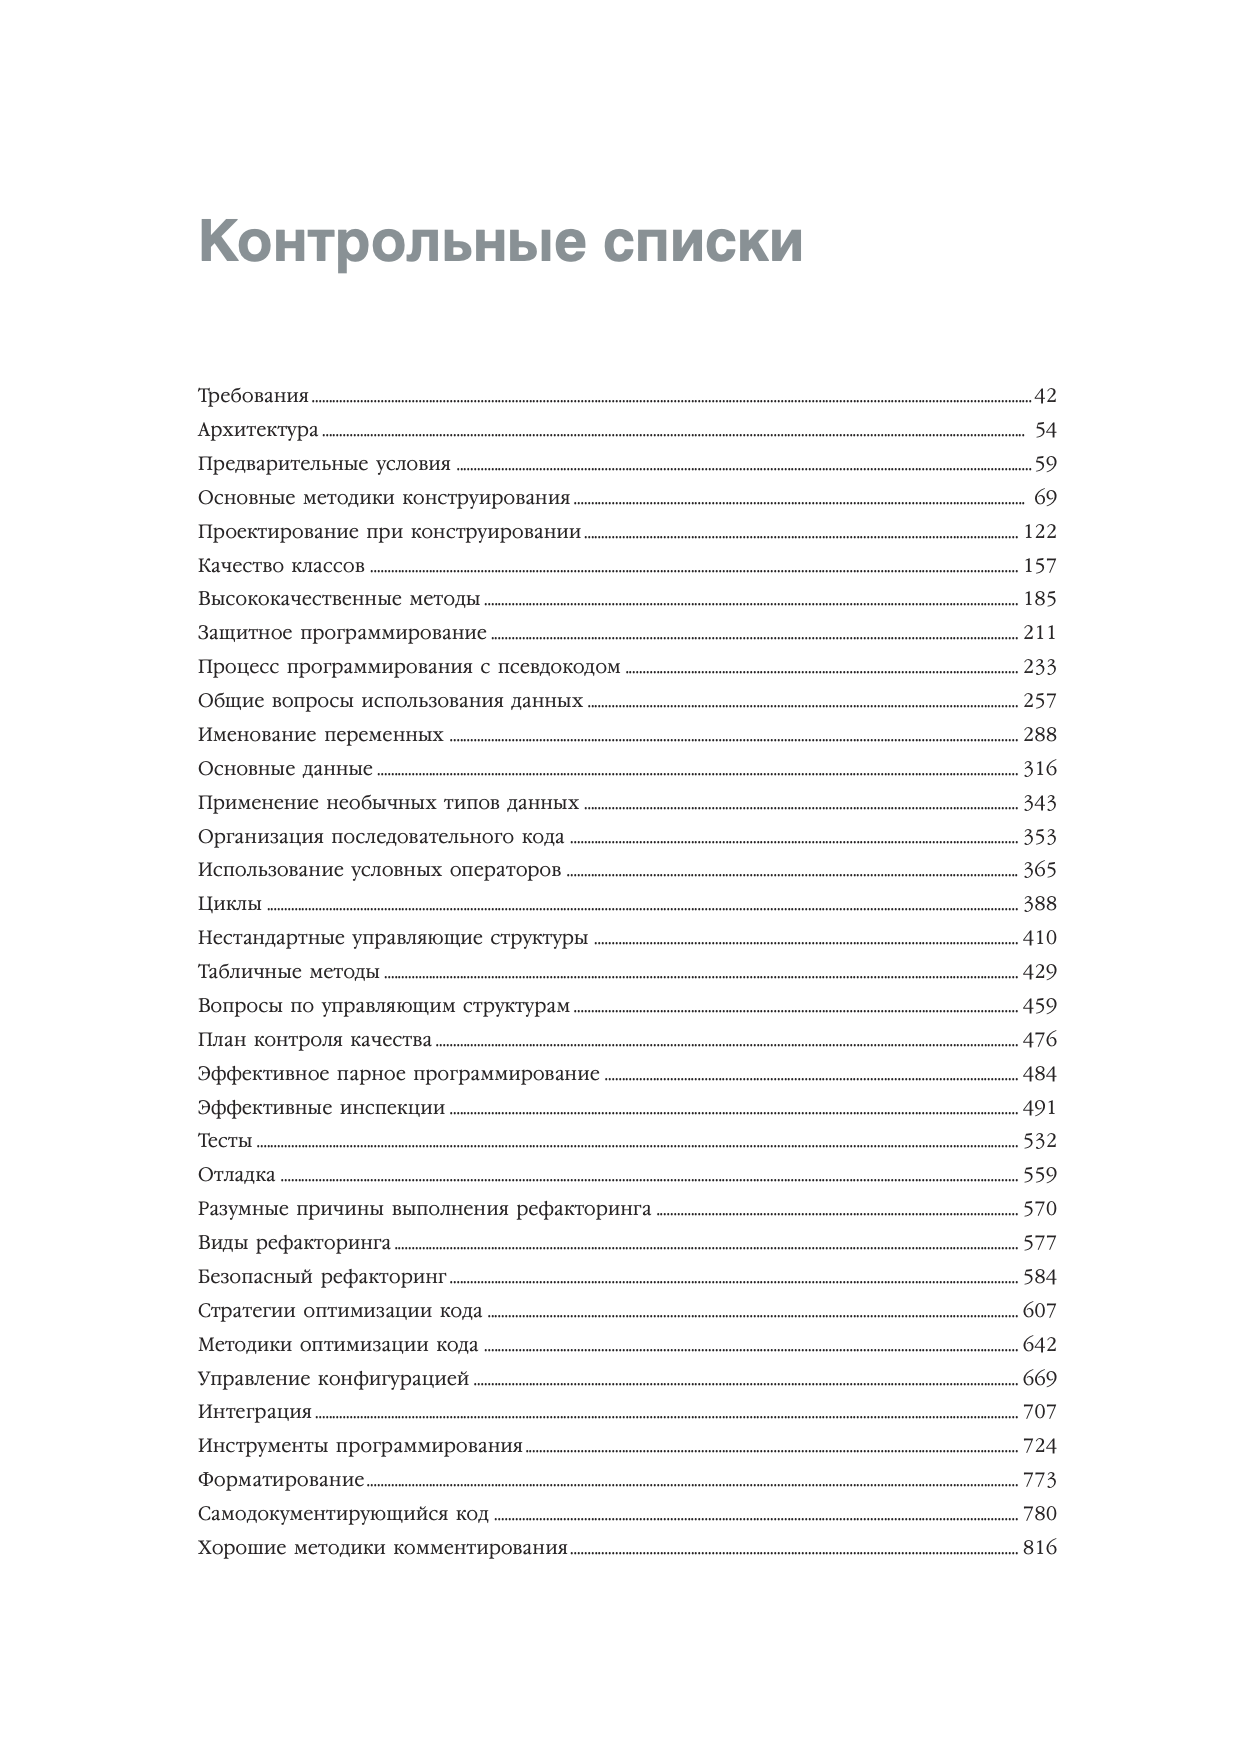 Контрольные списки
Требования 42
Архитектура 54
Предварительные условия 59
Основные методики конструирования 69
Проектирование при конструировании 122
Качество классов 157
Высококачественные методы 185
Защитное программирование 211
Процесс программирования с псевдокодом 233
Общие вопросы использования данных 257
Именование переменных 288
Основные данные 316
Применение необычных типов данных 343
Организация последовательного кода 353
Использование условных операторов 365
Циклы 388
Нестандартные управляющие структуры 410
Табличные методы 429
Вопросы по управляющим структурам 459
План контроля качества 476
Эффективное парное программирование 484
Эффективные инспекции 491
Тесты 532
Отладка 559
Разумные причины выполнения рефакторинга 570
Виды рефакторинга 577
Безопасный рефакторинг 584
Стратегии оптимизации кода 607
Методики оптимизации кода 642
Управление конфигурацией 669
Интеграция 707
Инструменты программирования 724
Форматирование 773
Самодокументирующийся код 780
Хорошие методики комментирования 816